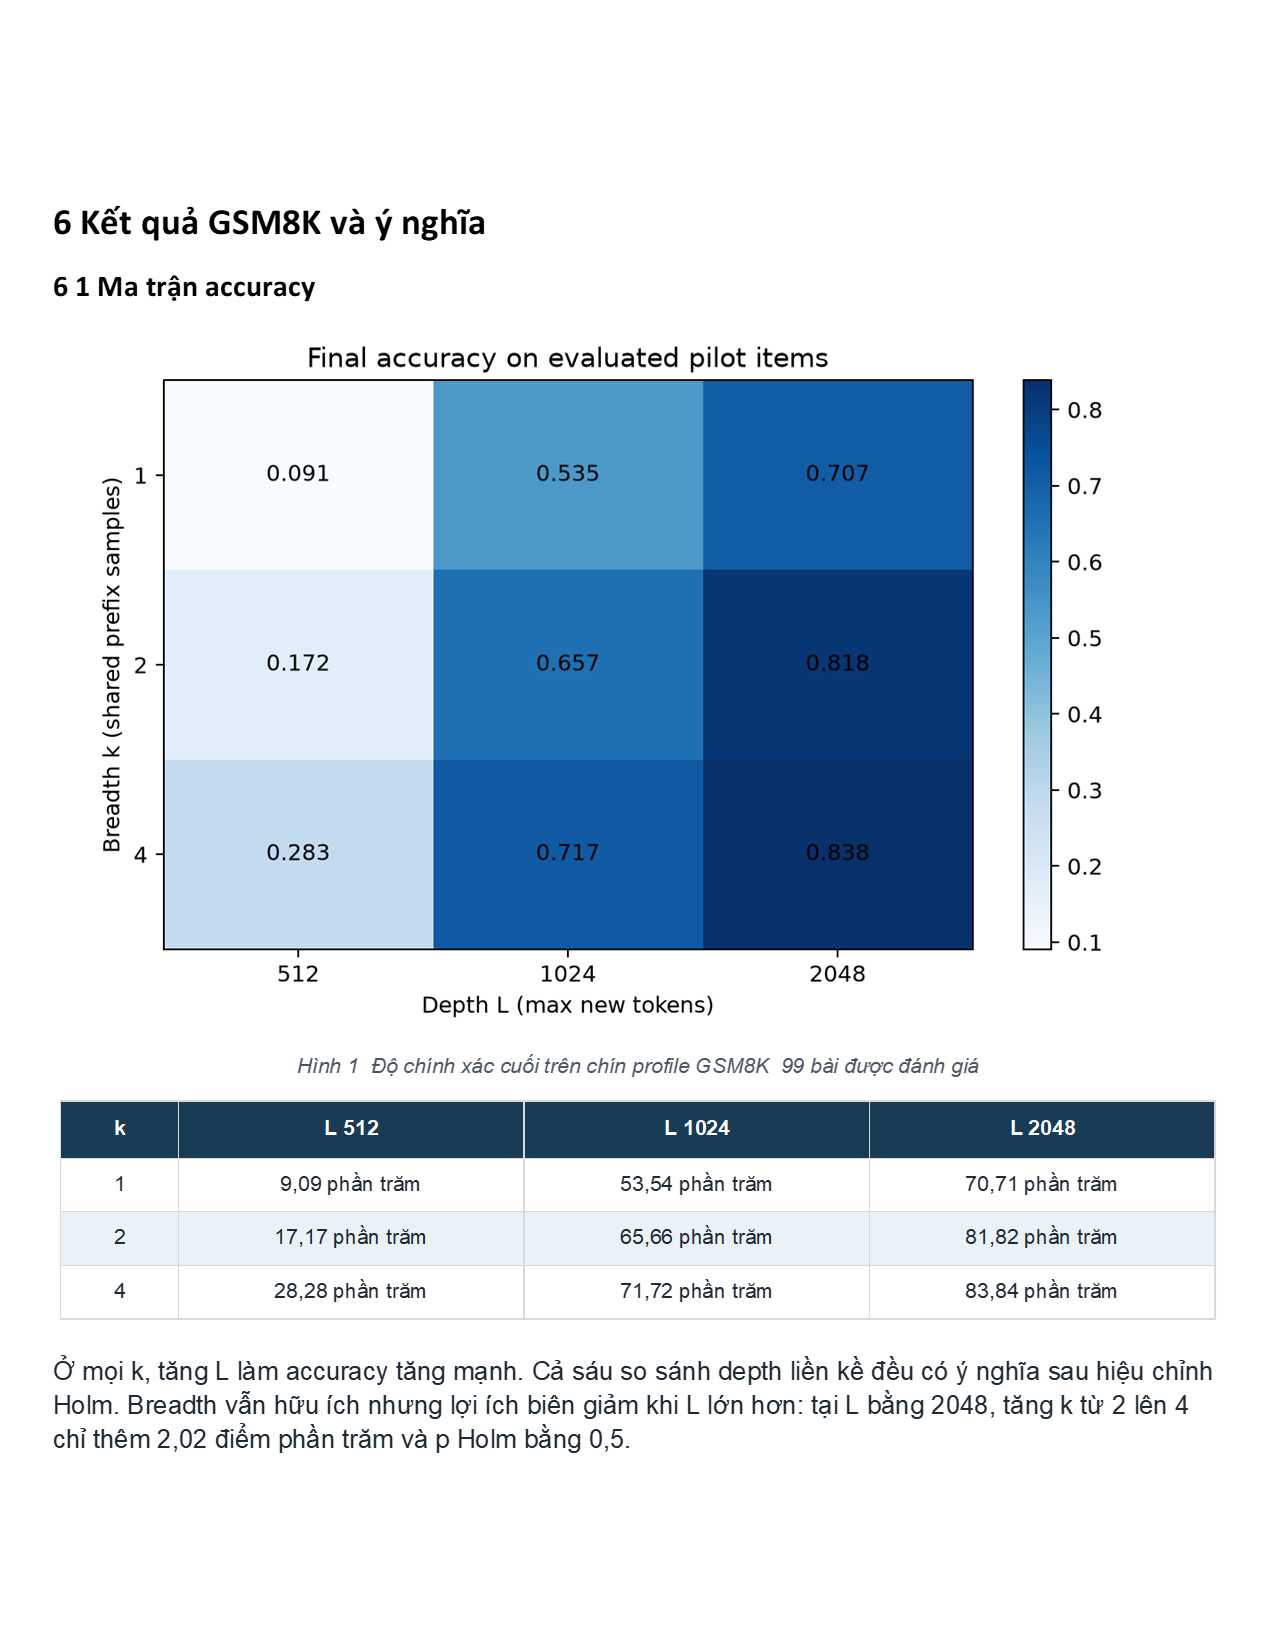 6 Kết quả GSM8K và ý nghĩa
6 1 Ma trận accuracy
Final accuracy on evaluated pilot items
Breadth k (shared prefix samples)
1
0.091
0.535
0.707
2
0.172
0.657
0.818
4
0.283
0.717
0.838
512
1024
2048
Depth L (max new tokens)
0.8
0.7
0.6
0.5
0.4
0.3
0.2
0.1
Hình 1 Độ chính xác cuối trên chín profile GSM8K 99 bài được đánh giá
k L 512 L 1024 L 2048
1 9,09 phần trăm 53,54 phần trăm 70,71 phần trăm
2 17,17 phần trăm 65,66 phần trăm 81,82 phần trăm
4 28,28 phần trăm 71,72 phần trăm 83,84 phần trăm
Ở mọi k, tăng L làm accuracy tăng mạnh. Cả sáu so sánh depth liền kề đều có ý nghĩa sau hiệu chỉnh
Holm. Breadth vẫn hữu ích nhưng lợi ích biên giảm khi L lớn hơn: tại L bằng 2048, tăng k từ 2 lên 4
chỉ thêm 2,02 điểm phần trăm và p Holm bằng 0,5.